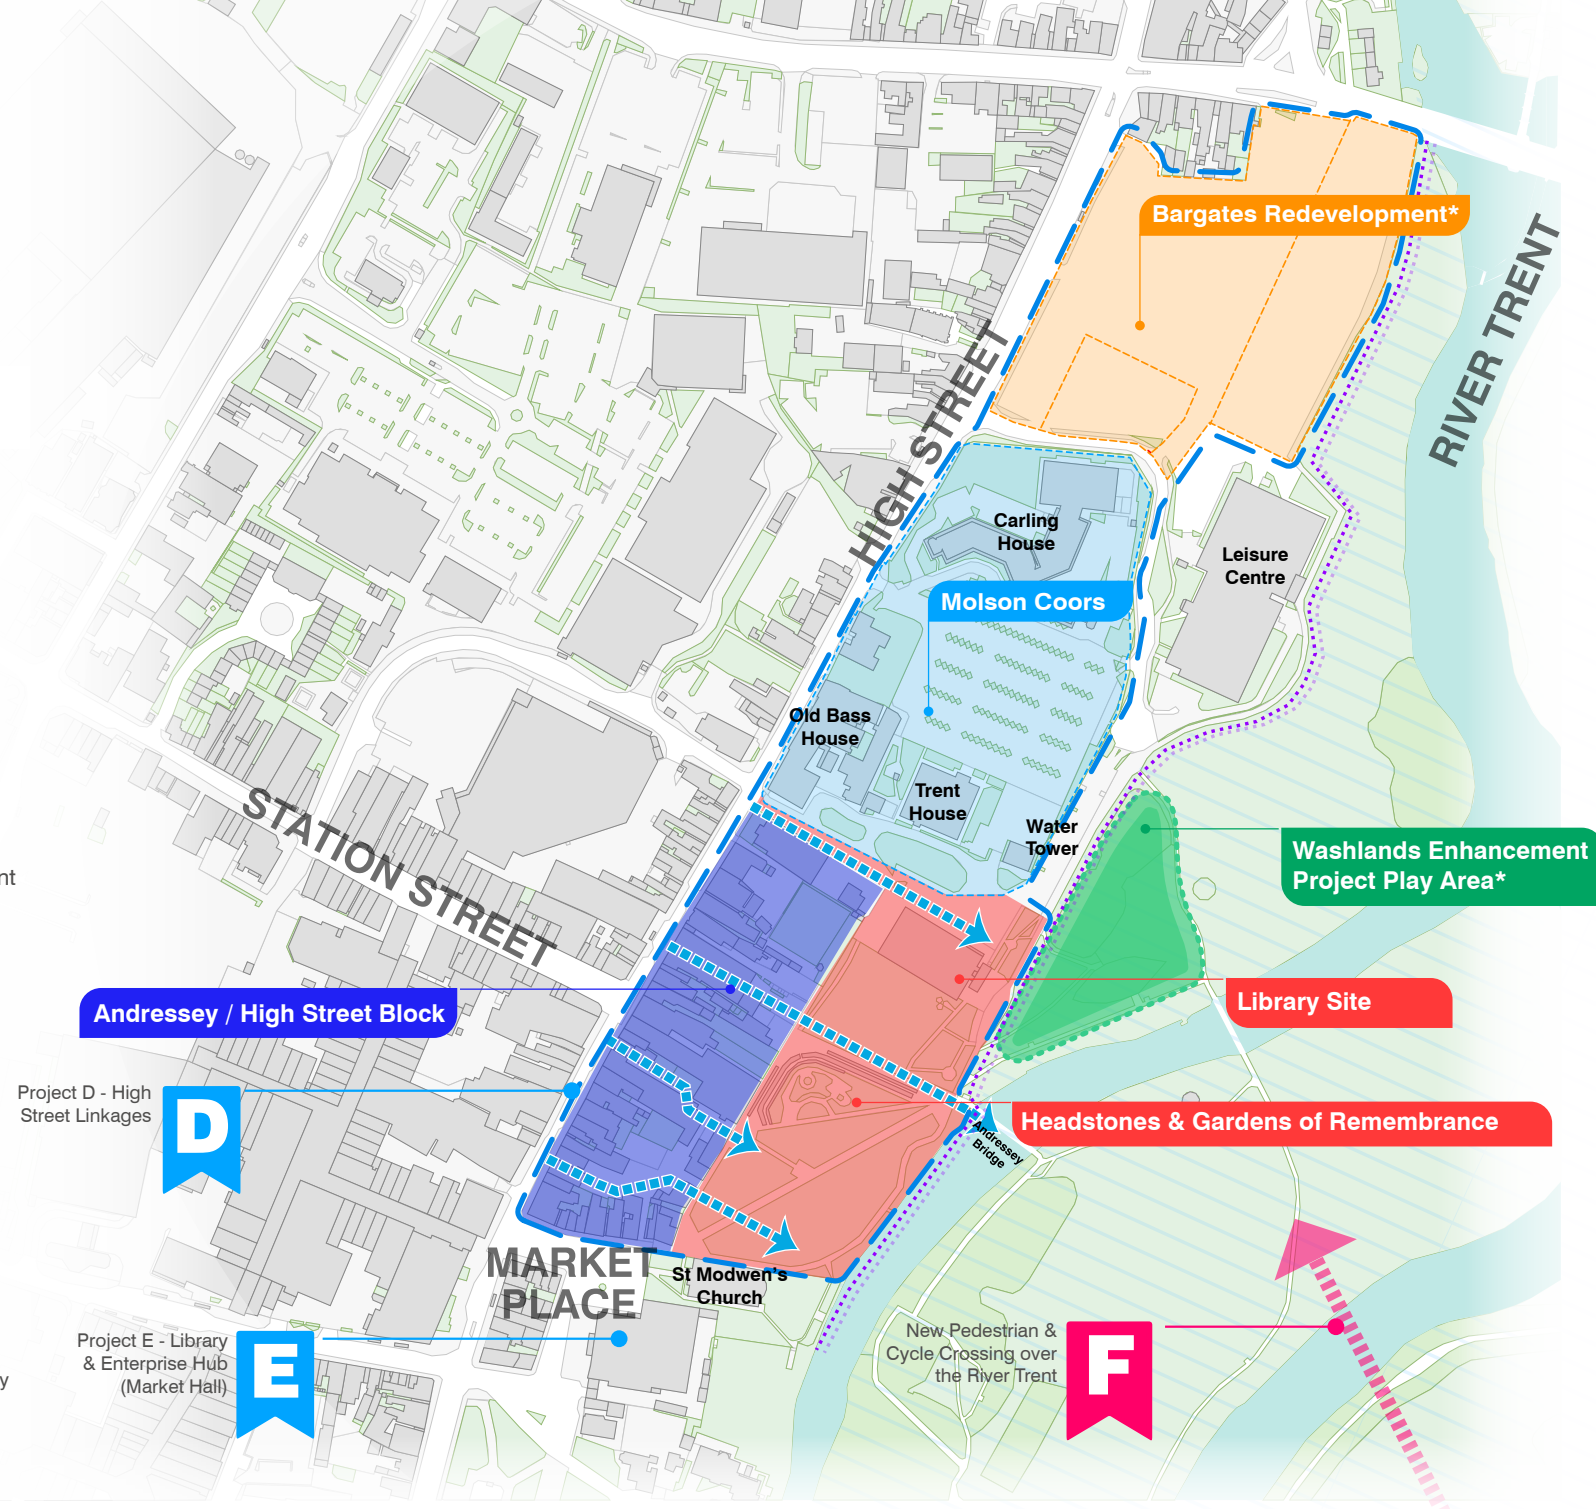 Bargates Redevelopment*
RIVER TRENT
HIGH STREET
Carling
House
Leisure
Centre
Molson Coors
Old Bass
House
Trent
House
Water
Tower
STATION STREET
Washlands Enhancement
Project Play Area*
nt
Library Site
Andressey / High Street Block
Project D - High
Street Linkages
D
Headstones & Gardens of Remembrance
Andressey
Bridge
MARKET
PLACE
St Modwen's
Church
Project E - Library
& Enterprise Hub
(Market Hall)
E
New Pedestrian &
Cycle Crossing over
the River Trent
F
y